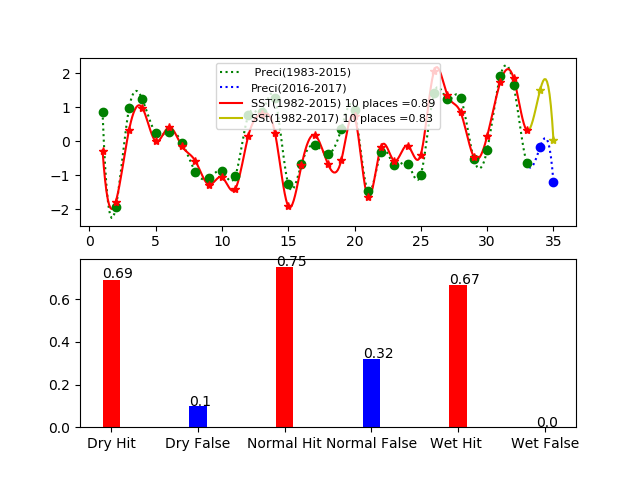 2
1
0
−1
−2
Preci(1983-2015)
Preci(2016-2017)
SST(1982-2015) 10 places =0.89
SSt(1982-2017) 10 places =0.83
0 5 10 15 20 25 30 35
0.6
0.4
0.2
0.0
0.69
0.1
0.75
0.32
0.67
0.0
Dry Hit Dry False Normal Hit Normal False Wet Hit Wet False